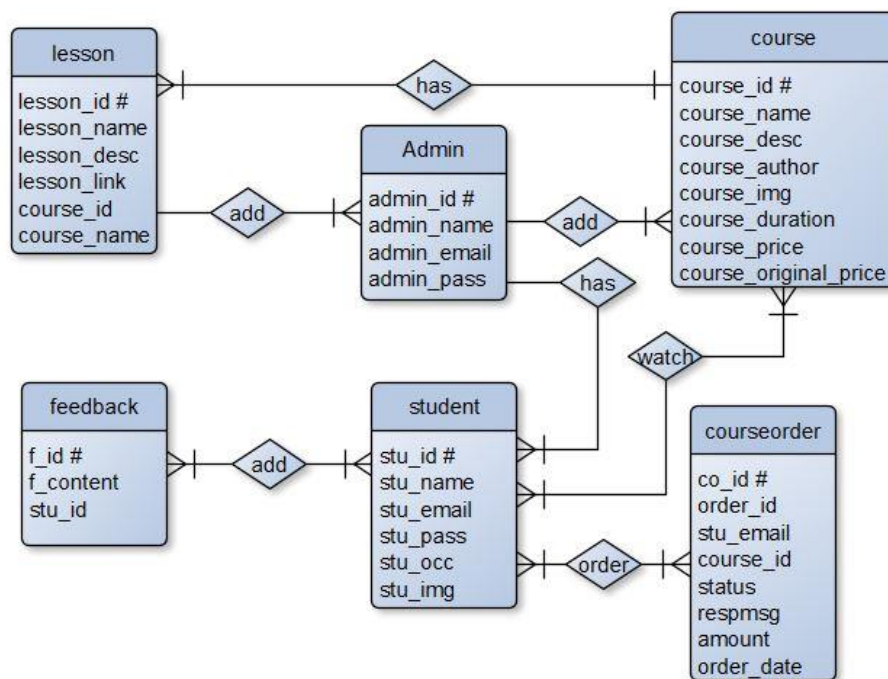 lesson
lesson_id #
lesson_name
lesson_desc
lesson_link
course_id
course_name
has
course
course_id #
course_name
course_desc
course_author
course_img
course_duration
course_price
course_original_price
add
Admin
admin_id #
admin_name
admin_email
admin_pass
add
has
watch
feedback
f_id #
f_content
stu_id
add
student
stu_id #
stu_name
stu_email
stu_pass
stu_occ
stu_img
order
courseorder
co_id #
order_id
stu_email
course_id
status
respmsg
amount
order_date